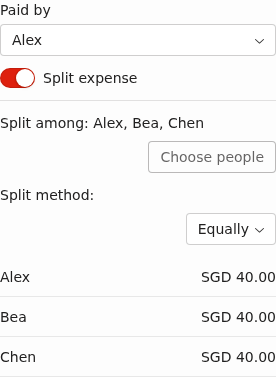 Paid by
Alex
Split expense
Split among: Alex, Bea, Chen
Choose people
Split method:
Equally
Alex SGD 40.00
Bea SGD 40.00
Chen SGD 40.00